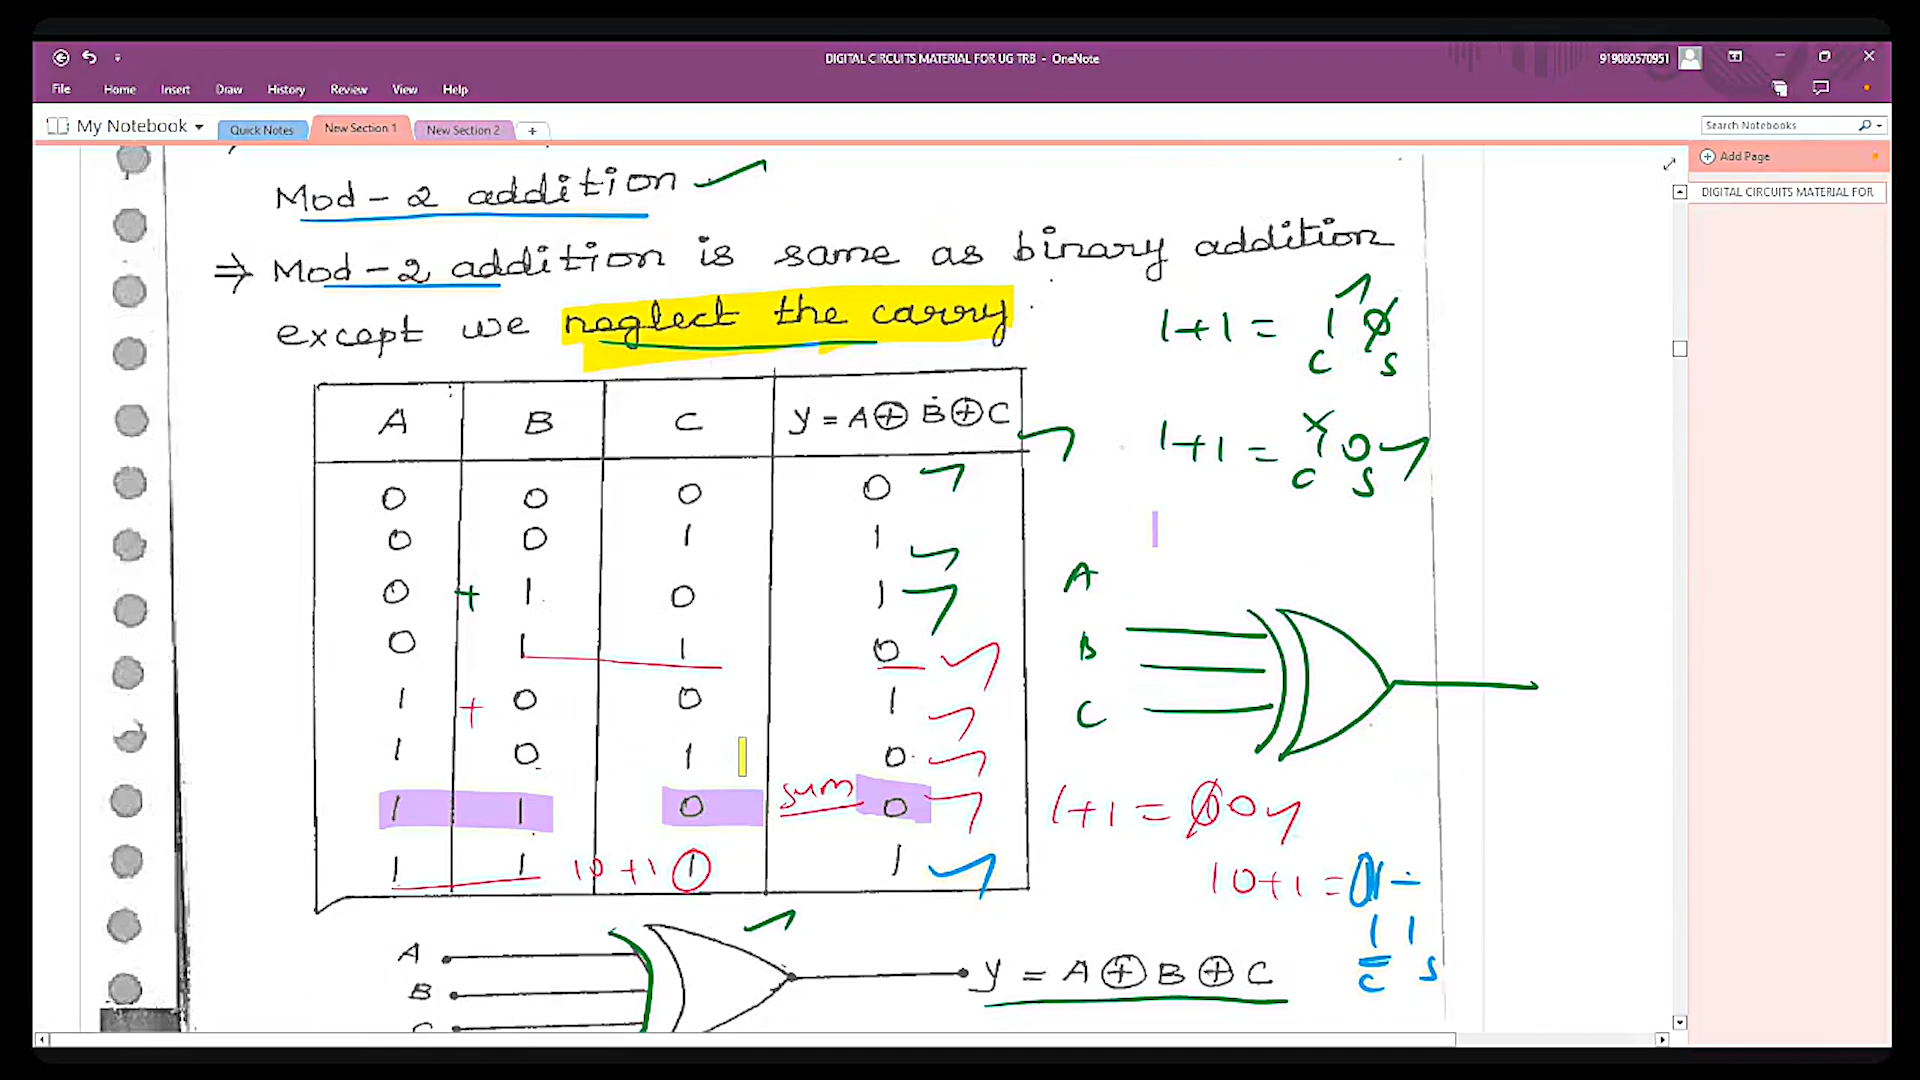 DIGITAL CIRCUITS MATERIAL FOR UG TRB - OneNote
919080570951
File Home Insert Draw History Review View Help
My Notebook
Quick Notes
New Section 1
New Section 2
+
Search Notebooks
Add Page
DIGITAL CIRCUITS MATERIAL FOR
Mod-2 addition
⇒ Mod-2 addition is same as binary addition
except we neglect the carry.
1+1 = 1 0
C S
1+1 = 1 0
C S
A B C y = A⊕B⊕C
0 0 0 0
0 0 1 1
0 + 1 0 1
0 1 1 0
1 + 0 0 1
1 0 1 0
1 1 0 sum 0
1 1 10+1 1 1
A
B
C
1+1 = 0
10+1 =
1 1
C S
A
B
C
y = A⊕B⊕C